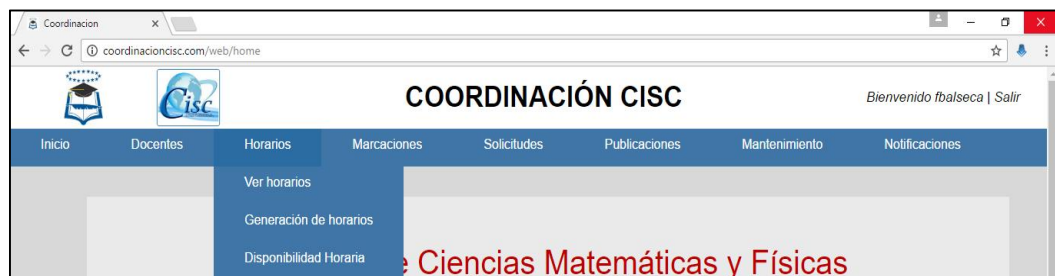 Coordinacion
coordinacioncisc.com/web/home
Cisc
COORDINACIÓN CISC
Bienvenido fbalseca | Salir
Inicio Docentes Horarios Marcaciones Solicitudes Publicaciones Mantenimiento Notificaciones
Ver horarios
Generación de horarios
Disponibilidad Horaria
Ciencias Matemáticas y Físicas